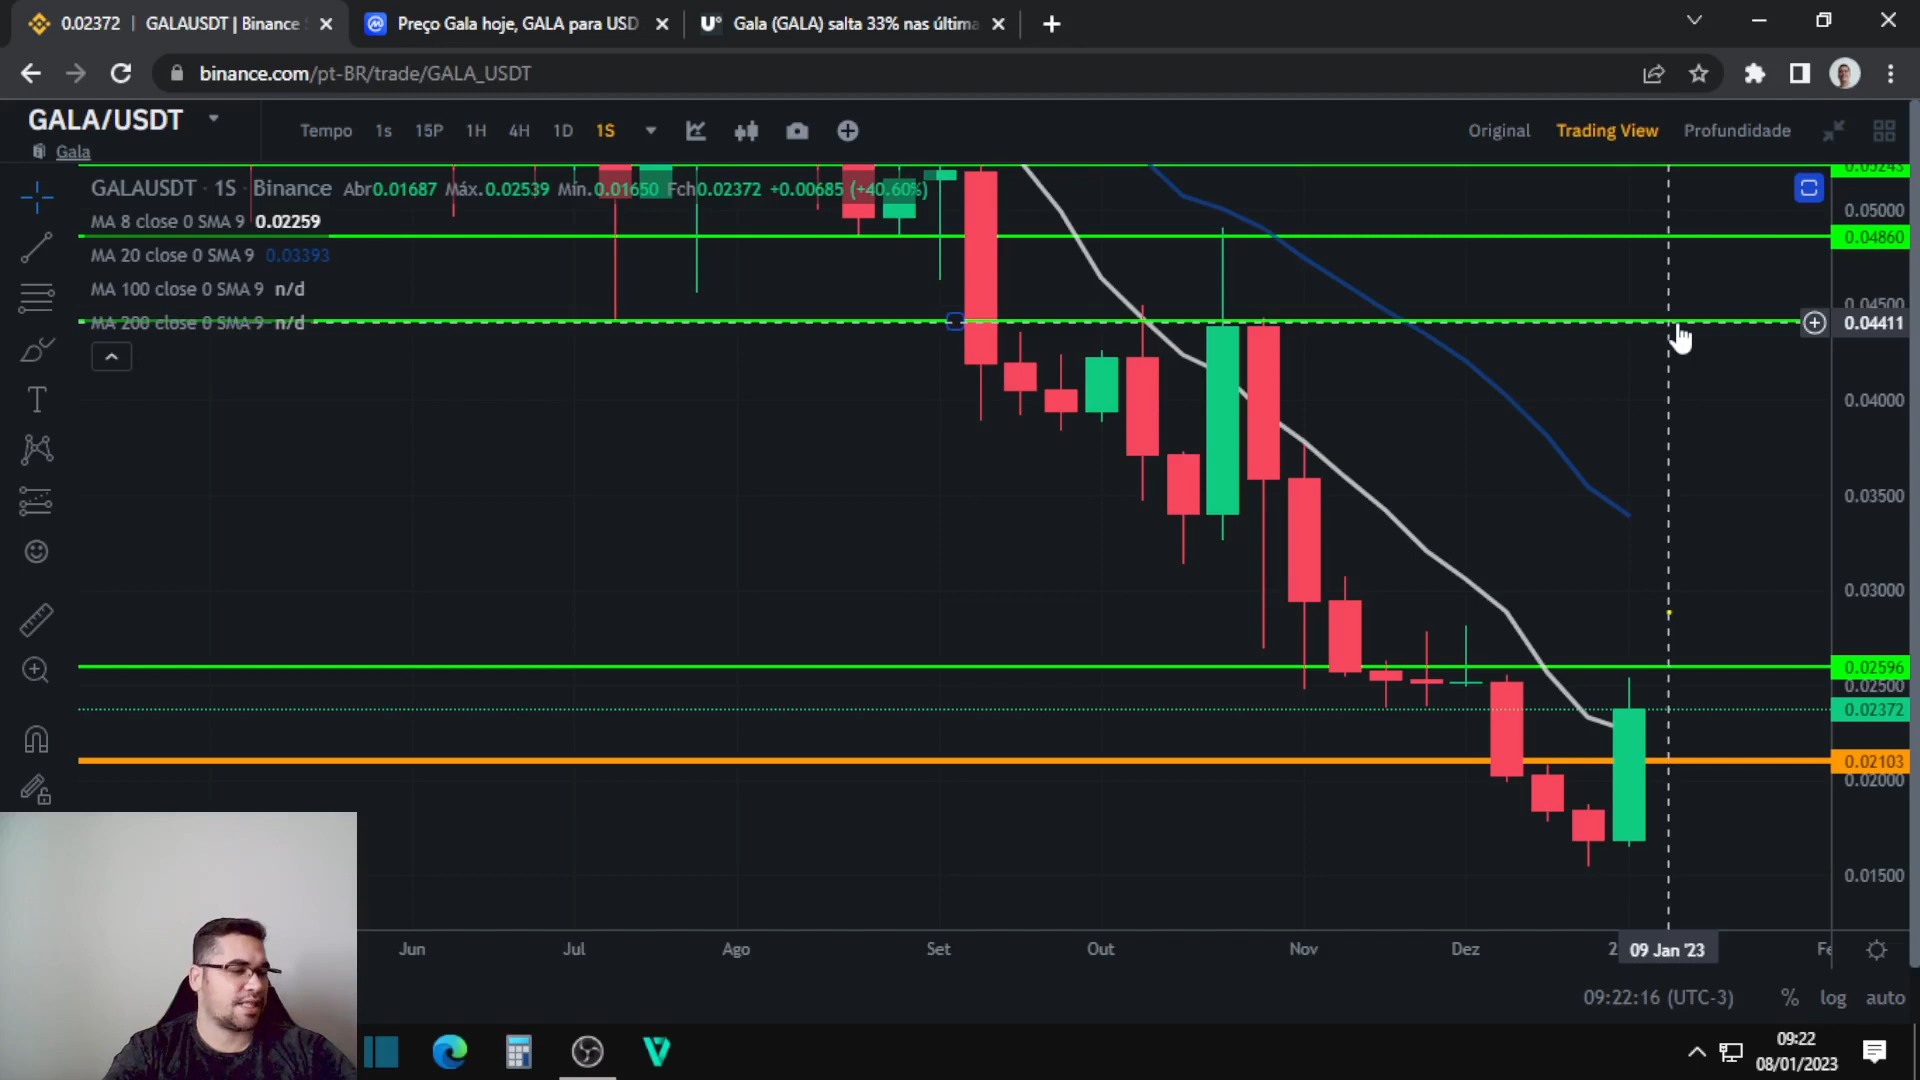 0.02372 | GALAUSDT | Binance
Preço Gala hoje, GALA para USD
Gala (GALA) salta 33% nas últim
binance.com/pt-BR/trade/GALA_USDT
GALA/USDT
Gala
Tempo 1s 15P 1H 4H 1D 1S
Original Trading View Profundidade
GALAUSDT · 1S · Binance Abr0.01687 Máx.0.02539 Mín.0.01650 Fch0.02372 +0.00685 (+40.60%)
MA 8 close 0 SMA 9 0.02259
MA 20 close 0 SMA 9 0.03393
MA 100 close 0 SMA 9 n/d
MA 200 close 0 SMA 9 n/d
0.05243
0.05000
0.04860
0.04500
0.04411
0.04000
0.03500
0.03000
0.02596
0.02500
0.02372
0.02103
0.02000
0.01500
Jun Jul Ago Set Out Nov Dez 2 09 Jan '23 Fe
09:22:16 (UTC-3) % log auto
09:22
08/01/2023